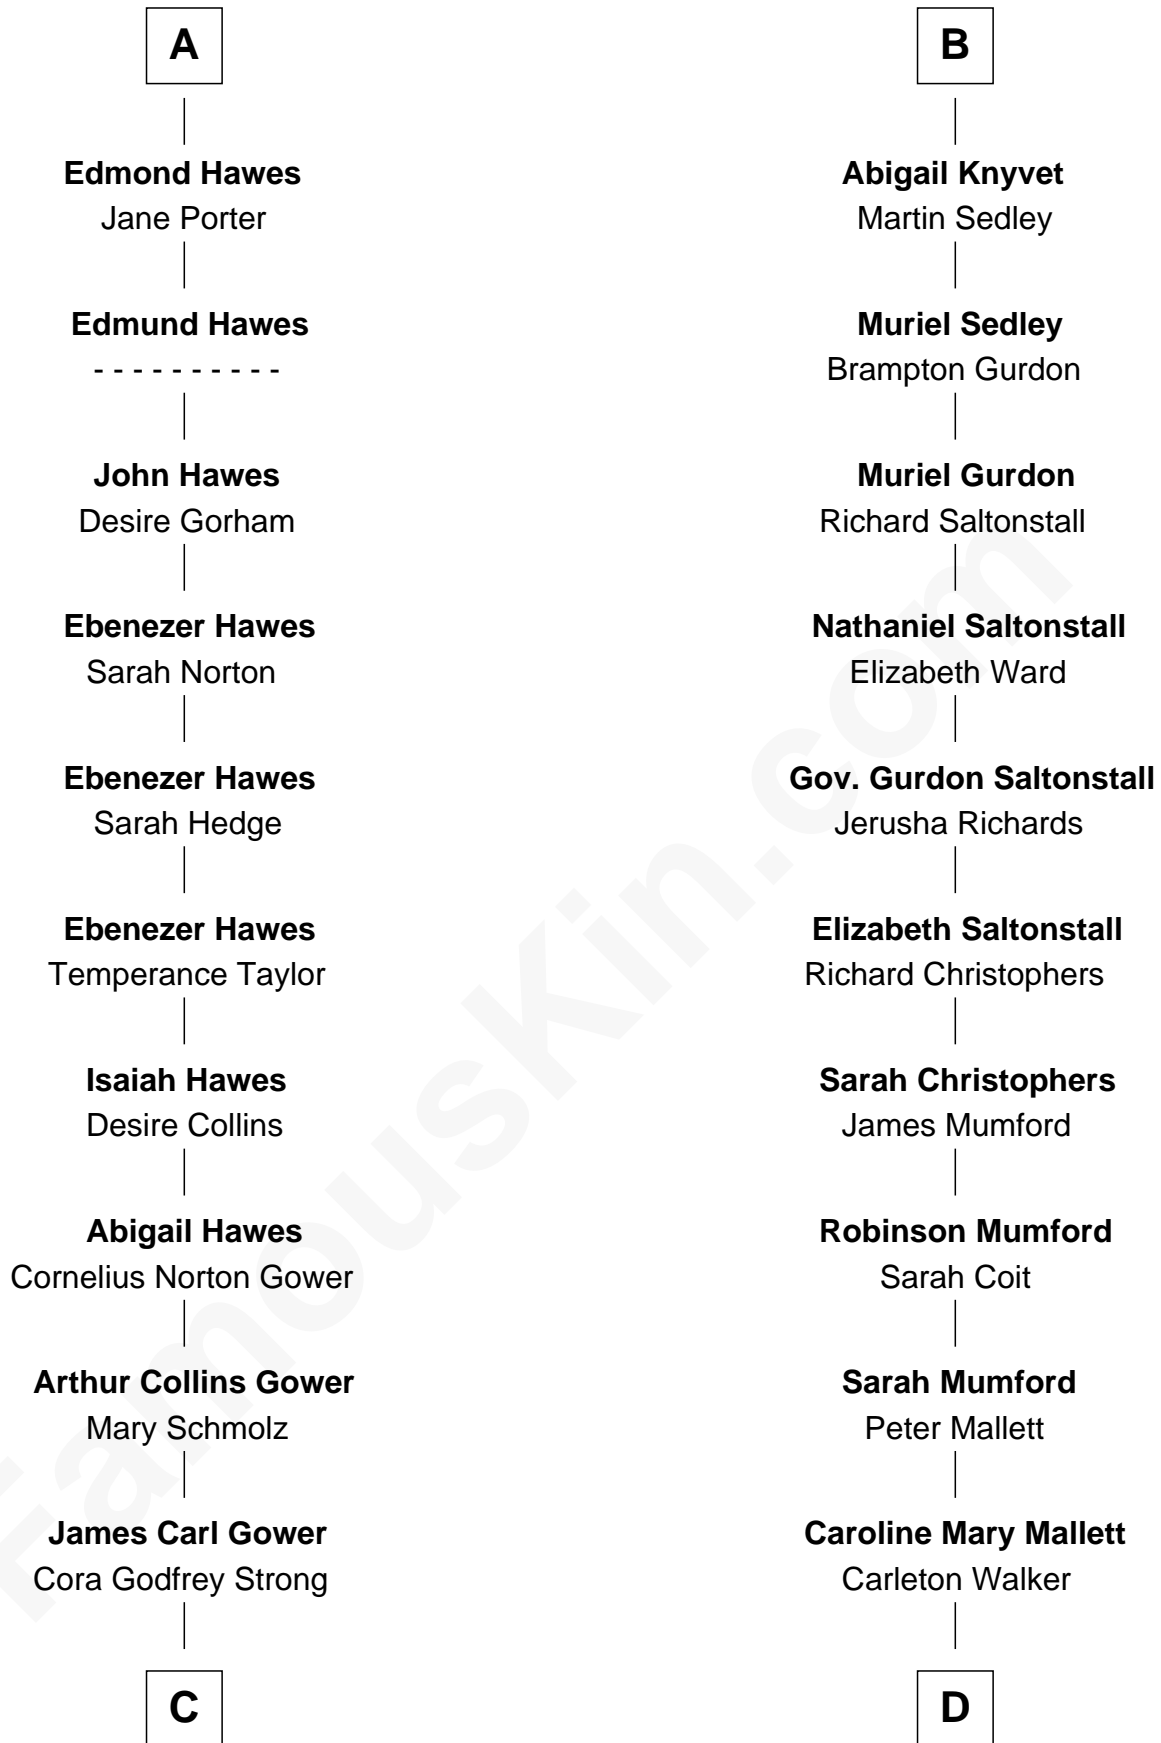 A
Edmond Hawes
Jane Porter
Edmund Hawes
- - - - - - - - - -
John Hawes
Desire Gorham
Ebenezer Hawes
Sarah Norton
Ebenezer Hawes
Sarah Hedge
Ebenezer Hawes
Temperance Taylor
Isaiah Hawes
Desire Collins
Abigail Hawes
Cornelius Norton Gower
Arthur Collins Gower
Mary Schmolz
James Carl Gower
Cora Godfrey Strong
C
B
Abigail Knyvet
Martin Sedley
Muriel Sedley
Brampton Gurdon
Muriel Gurdon
Richard Saltonstall
Nathaniel Saltonstall
Elizabeth Ward
Gov. Gurdon Saltonstall
Jerusha Richards
Elizabeth Saltonstall
Richard Christophers
Sarah Christophers
James Mumford
Robinson Mumford
Sarah Coit
Sarah Mumford
Peter Mallett
Caroline Mary Mallett
Carleton Walker
D
FamousKin.com